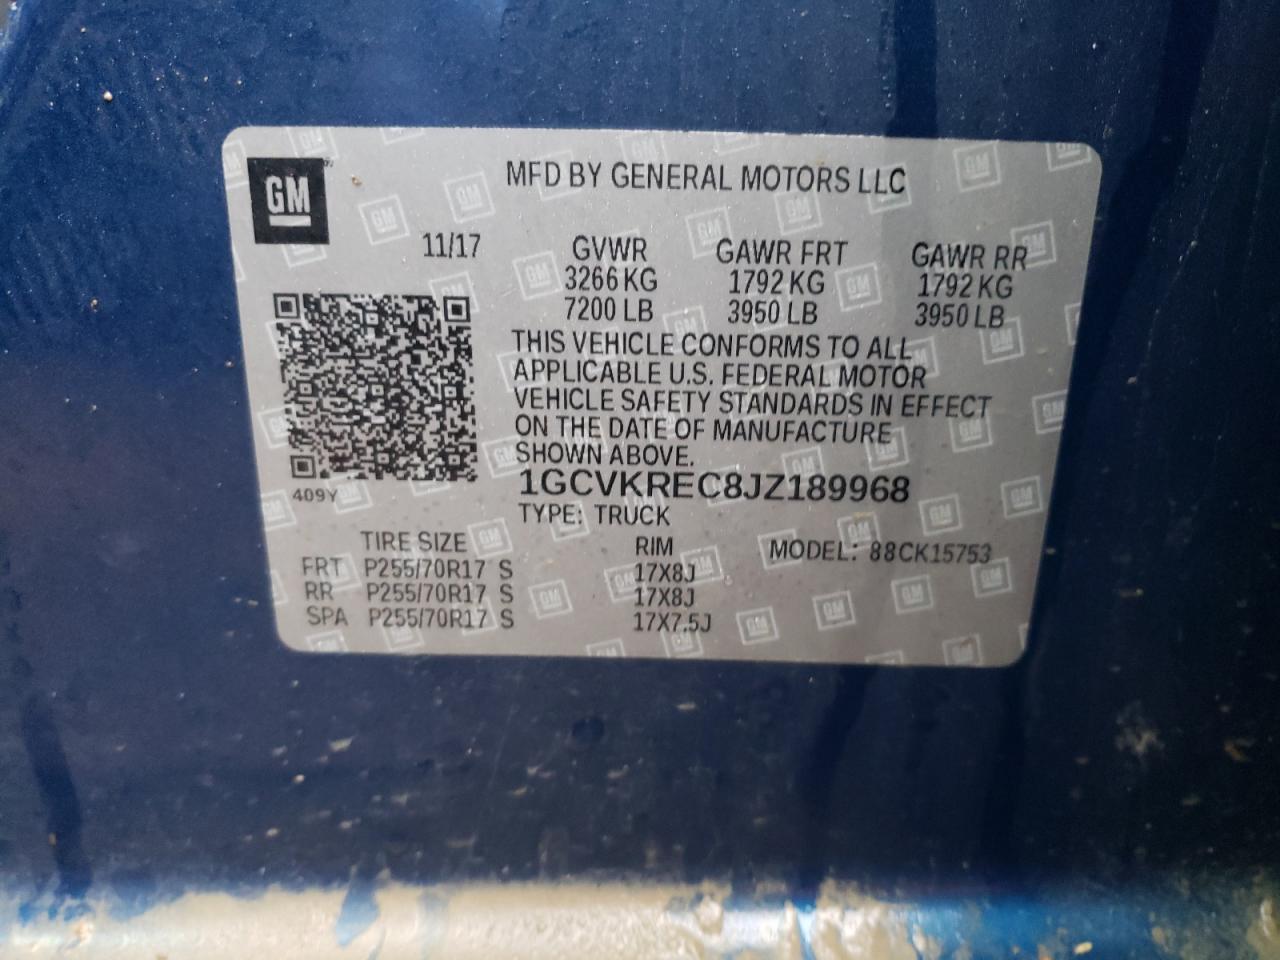 GM
MFD BY GENERAL MOTORS LLC
11/17
GVWR GAWR FRT GAWR RR
3266 KG 1792 KG 1792 KG
7200 LB 3950 LB 3950 LB
THIS VEHICLE CONFORMS TO ALL
APPLICABLE U.S. FEDERAL MOTOR
VEHICLE SAFETY STANDARDS IN EFFECT
ON THE DATE OF MANUFACTURE
SHOWN ABOVE.
409Y
1GCVKREC8JZ189968
TYPE: TRUCK
TIRE SIZE RIM MODEL: 88CK15753
FRT P255/70R17 S 17X8J
RR P255/70R17 S 17X8J
SPA P255/70R17 S 17X7.5J